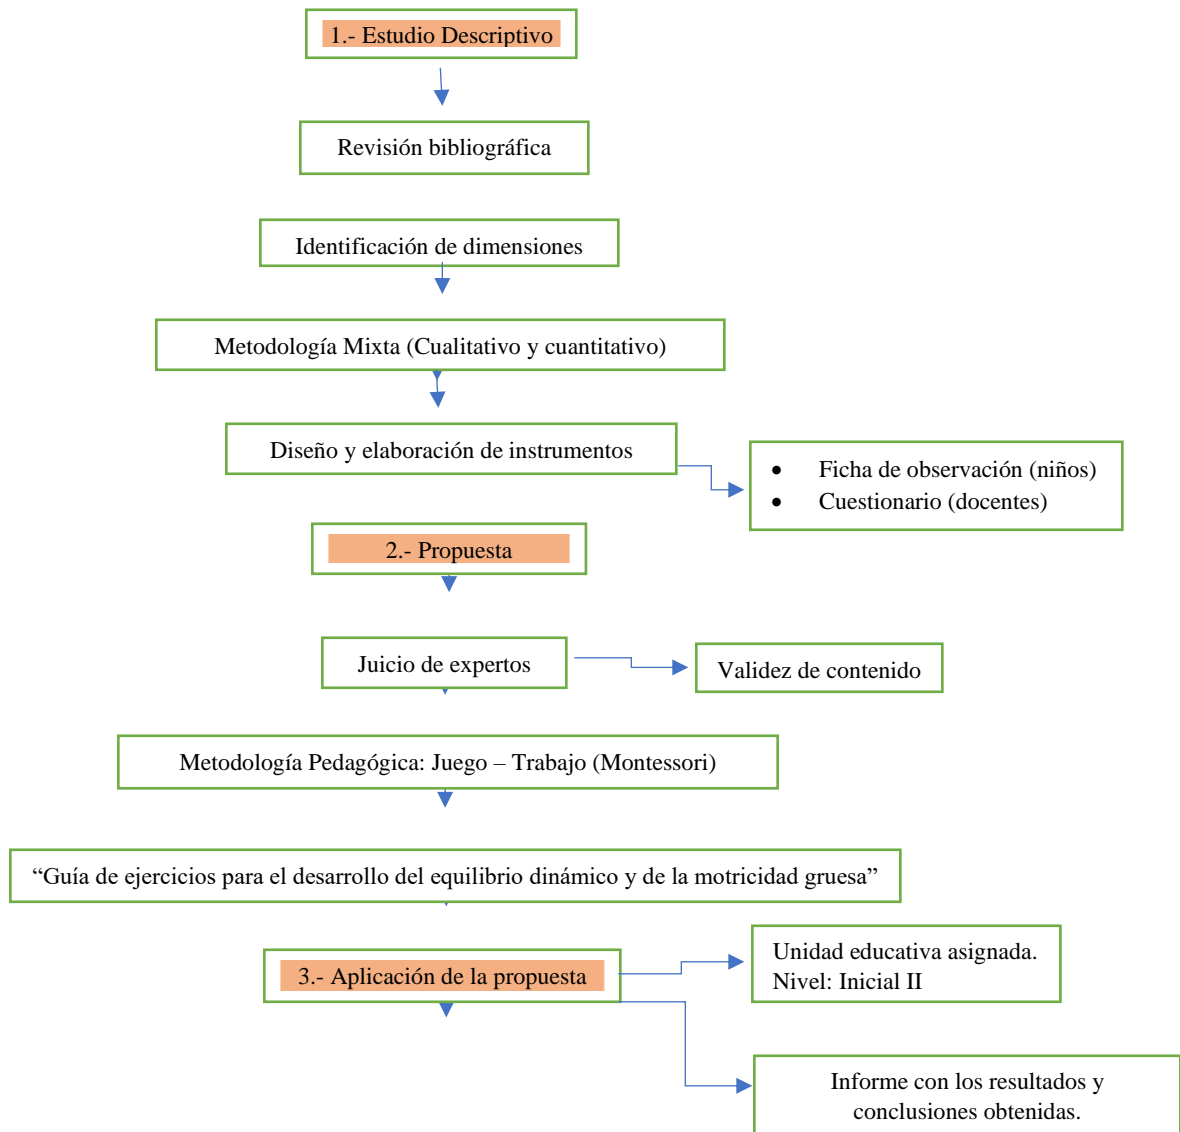 1.- Estudio Descriptivo
Revisión bibliográfica
Identificación de dimensiones
Metodología Mixta (Cualitativo y cuantitativo)
Diseño y elaboración de instrumentos
• Ficha de observación (niños)
• Cuestionario (docentes)
2.- Propuesta
Juicio de expertos
Validez de contenido
Metodología Pedagógica: Juego – Trabajo (Montessori)
“Guía de ejercicios para el desarrollo del equilibrio dinámico y de la motricidad gruesa”
3.- Aplicación de la propuesta
Unidad educativa asignada.
Nivel: Inicial II
Informe con los resultados y
conclusiones obtenidas.